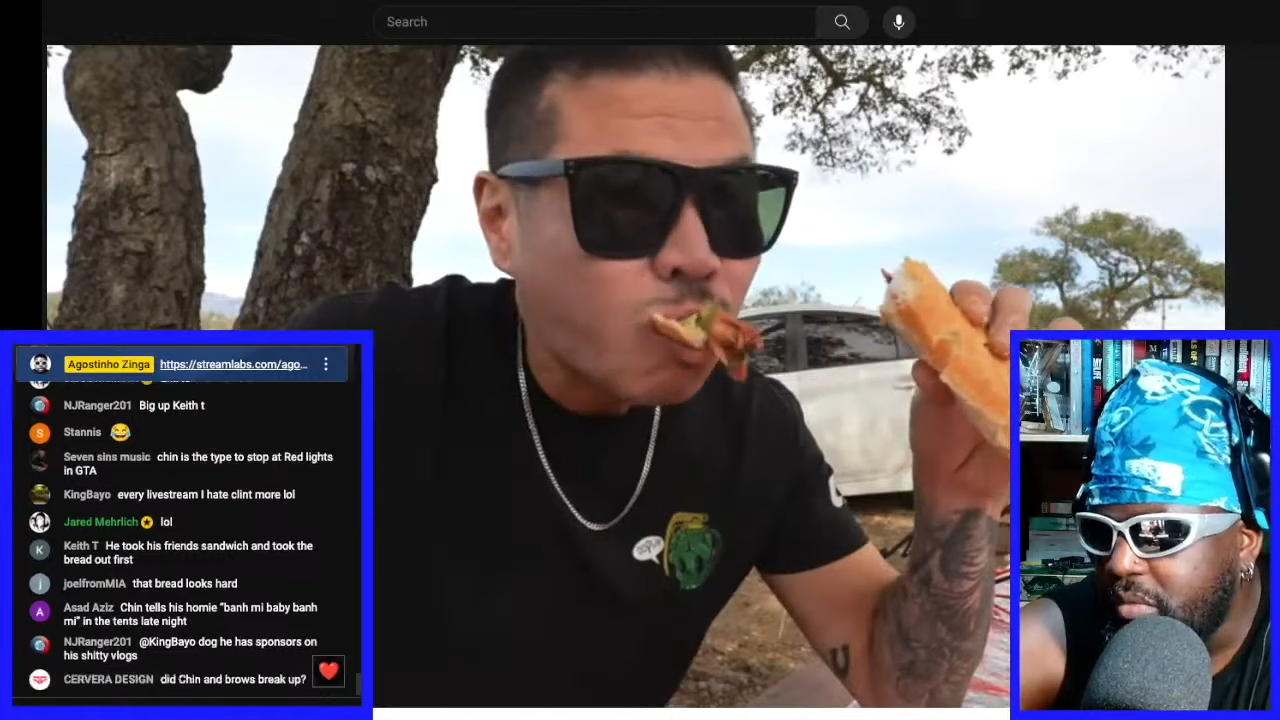 Search
Agostinho Zinga https://streamlabs.com/ago...
NJRanger201 Big up Keith t
Stannis 😂
Seven sins music chin is the type to stop at Red lights
in GTA
KingBayo every livestream I hate clint more lol
Jared Mehrlich lol
Keith T He took his friends sandwich and took the
bread out first
joelfromMIA that bread looks hard
Asad Aziz Chin tells his homie “banh mi baby banh
mi” in the tents late night
NJRanger201 @KingBayo dog he has sponsors on
his shitty vlogs
CERVERA DESIGN did Chin and brows break up?